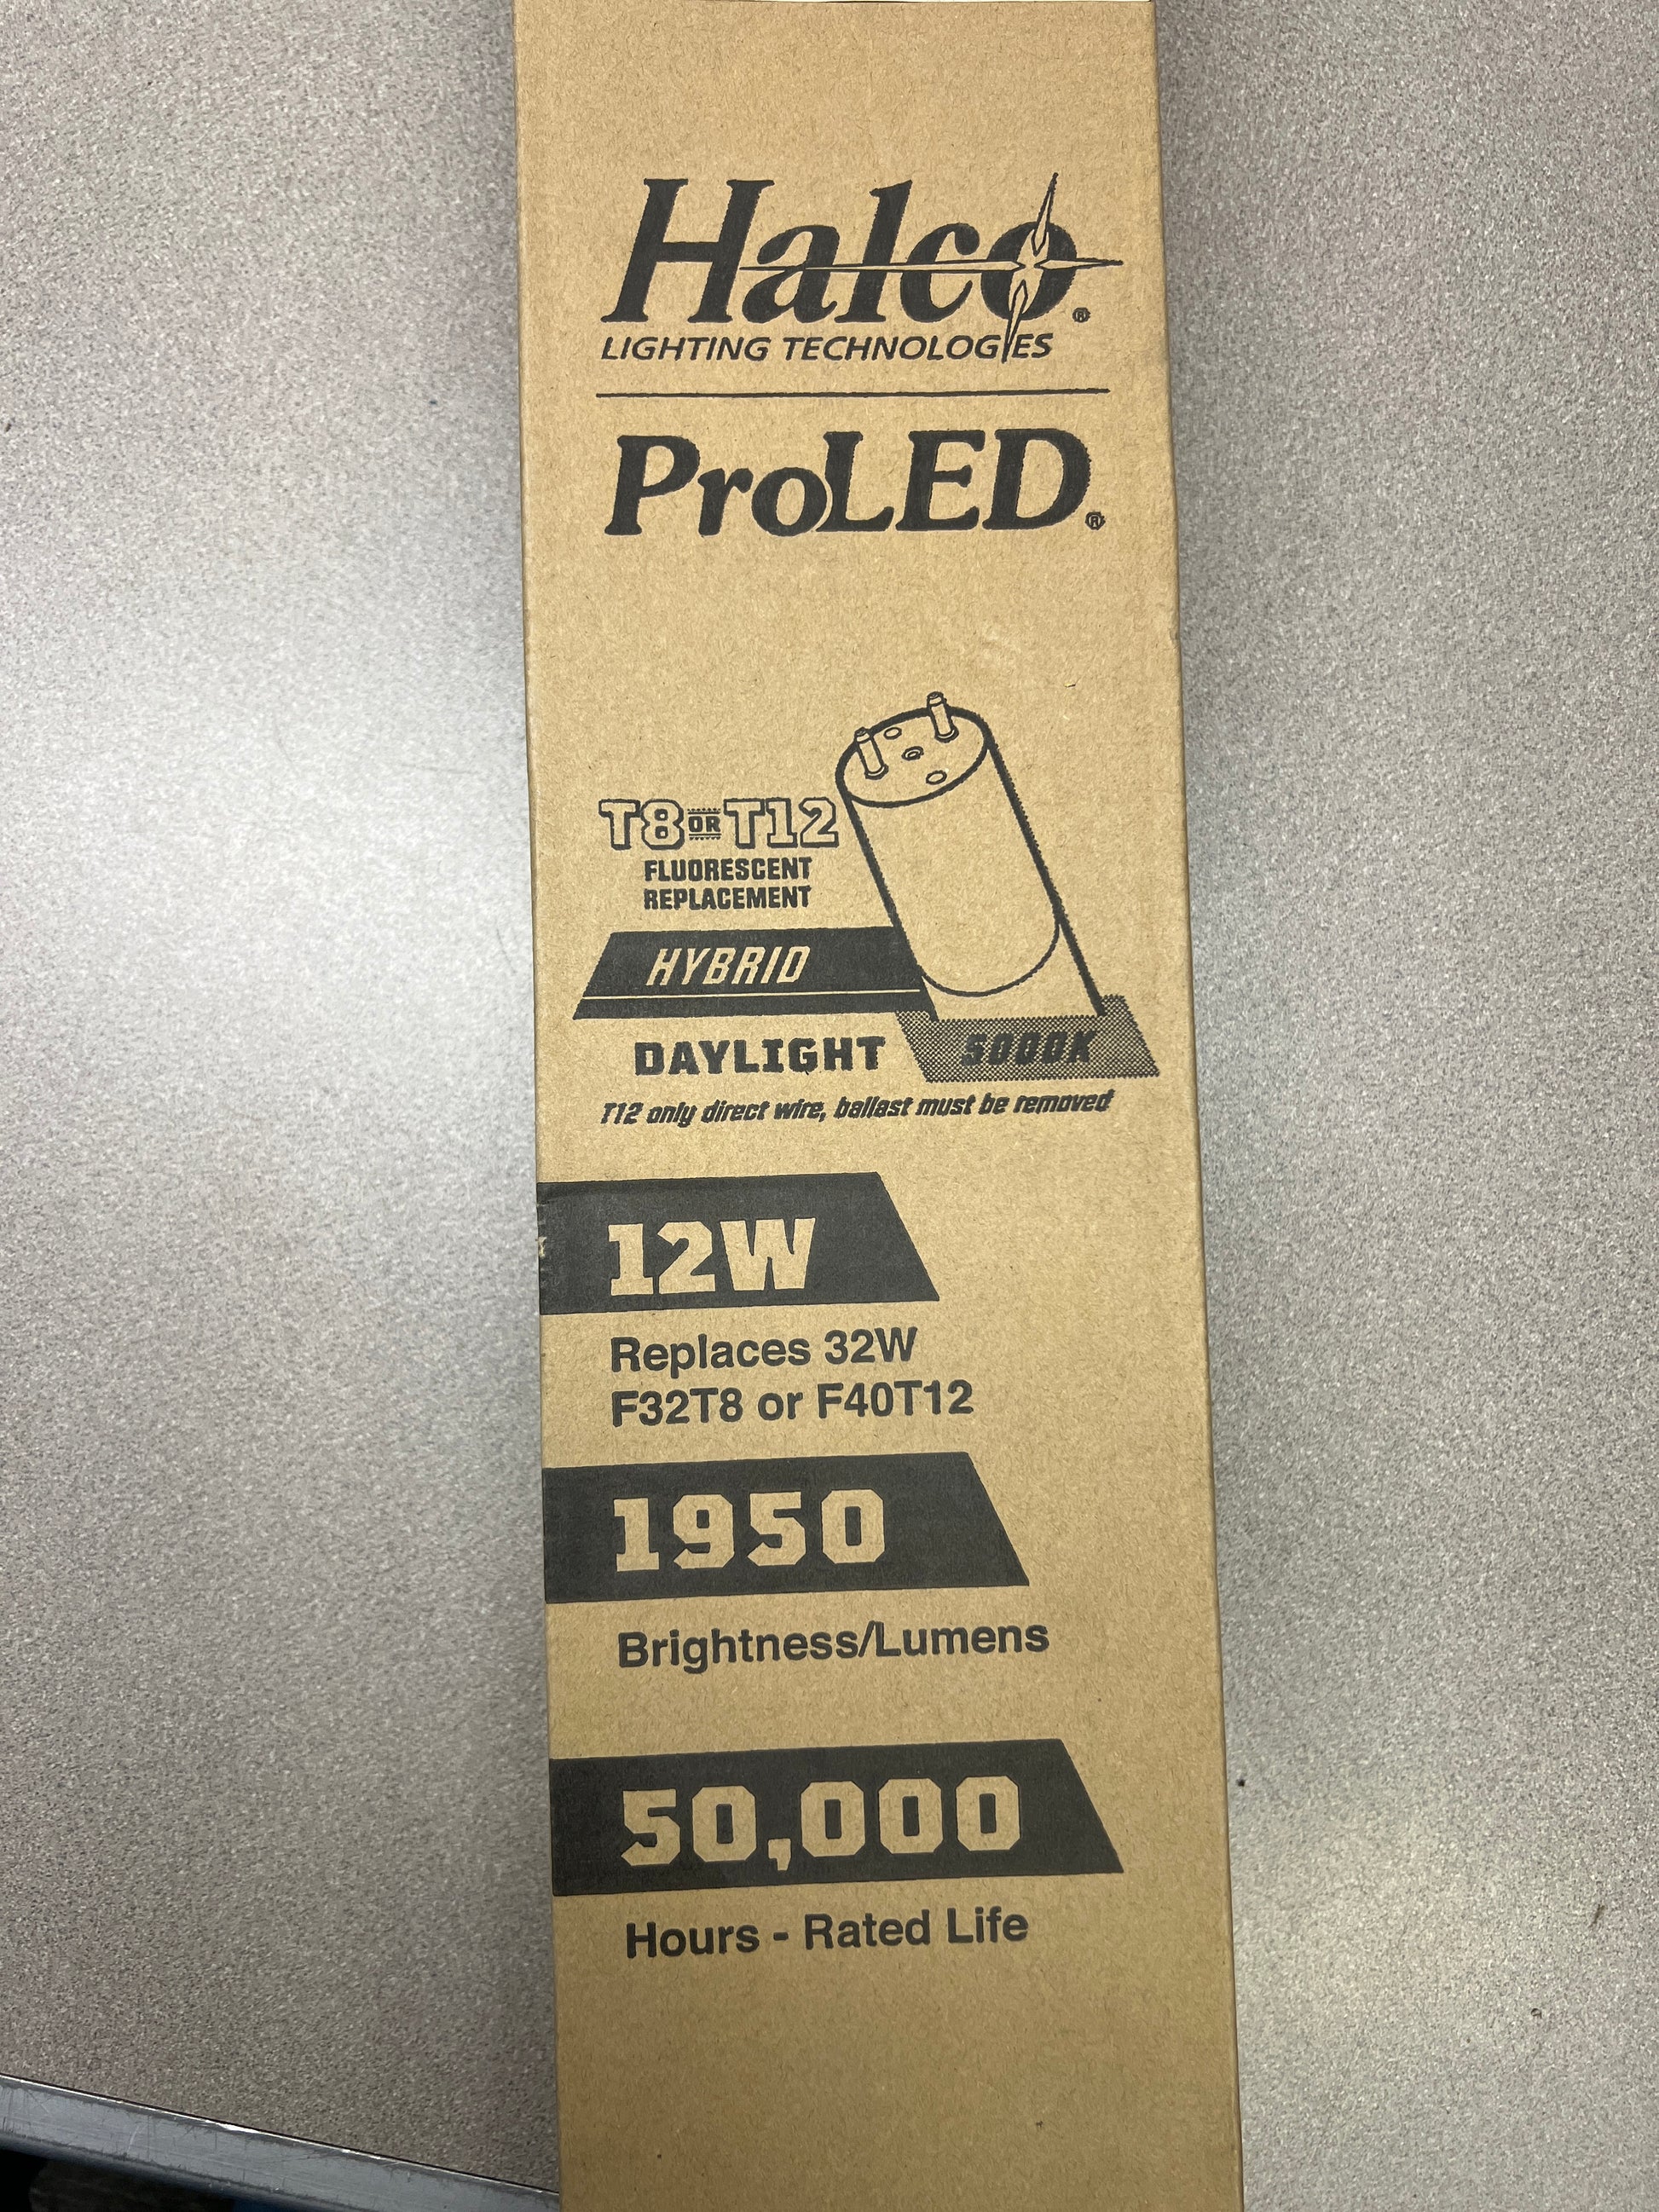 Halco®
LIGHTING TECHNOLOGIES
ProLED®
T8 OR T12
FLUORESCENT
REPLACEMENT
HYBRID
DAYLIGHT 5000K
T12 only direct wire, ballast must be removed
12W
Replaces 32W
F32T8 or F40T12
1950
Brightness/Lumens
50,000
Hours - Rated Life